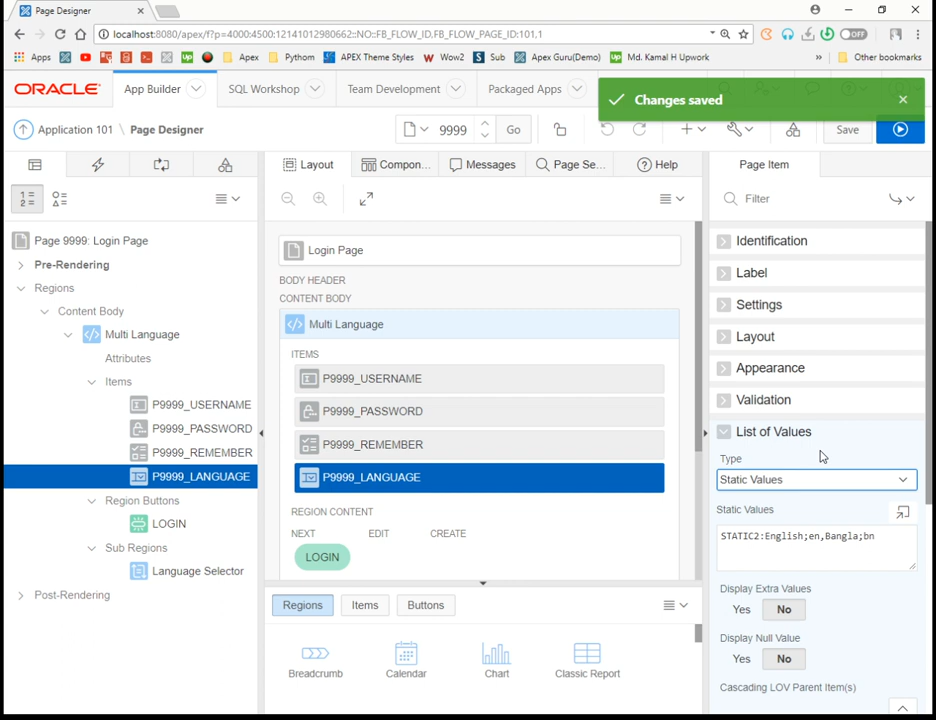 Page Designer
localhost:8080/apex/f?p=4000:4500:12141012980662::NO::FB_FLOW_ID,FB_FLOW_PAGE_ID:101,1
OFF
Apps
Apex
Pythom
APEX Theme Styles
Wow2
Sub
Apex Guru(Demo)
Md. Kamal H Upwork
»
Other bookmarks
ORACLE
App Builder
SQL Workshop
Team Development
Packaged Apps
Changes saved
Application 101 \ Page Designer
9999
Go
Save
Layout
Compon...
Messages
Page Se...
Help
Page Item
Filter
Page 9999: Login Page
Pre-Rendering
Regions
Content Body
Multi Language
Attributes
Items
P9999_USERNAME
P9999_PASSWORD
P9999_REMEMBER
P9999_LANGUAGE
Region Buttons
LOGIN
Sub Regions
Language Selector
Post-Rendering
Login Page
BODY HEADER
CONTENT BODY
Multi Language
ITEMS
P9999_USERNAME
P9999_PASSWORD
P9999_REMEMBER
P9999_LANGUAGE
REGION CONTENT
NEXT
EDIT
CREATE
LOGIN
Regions
Items
Buttons
Breadcrumb
Calendar
Chart
Classic Report
Identification
Label
Settings
Layout
Appearance
Validation
List of Values
Type
Static Values
Static Values
STATIC2:English;en,Bangla;bn
Display Extra Values
Yes
No
Display Null Value
Yes
No
Cascading LOV Parent Item(s)